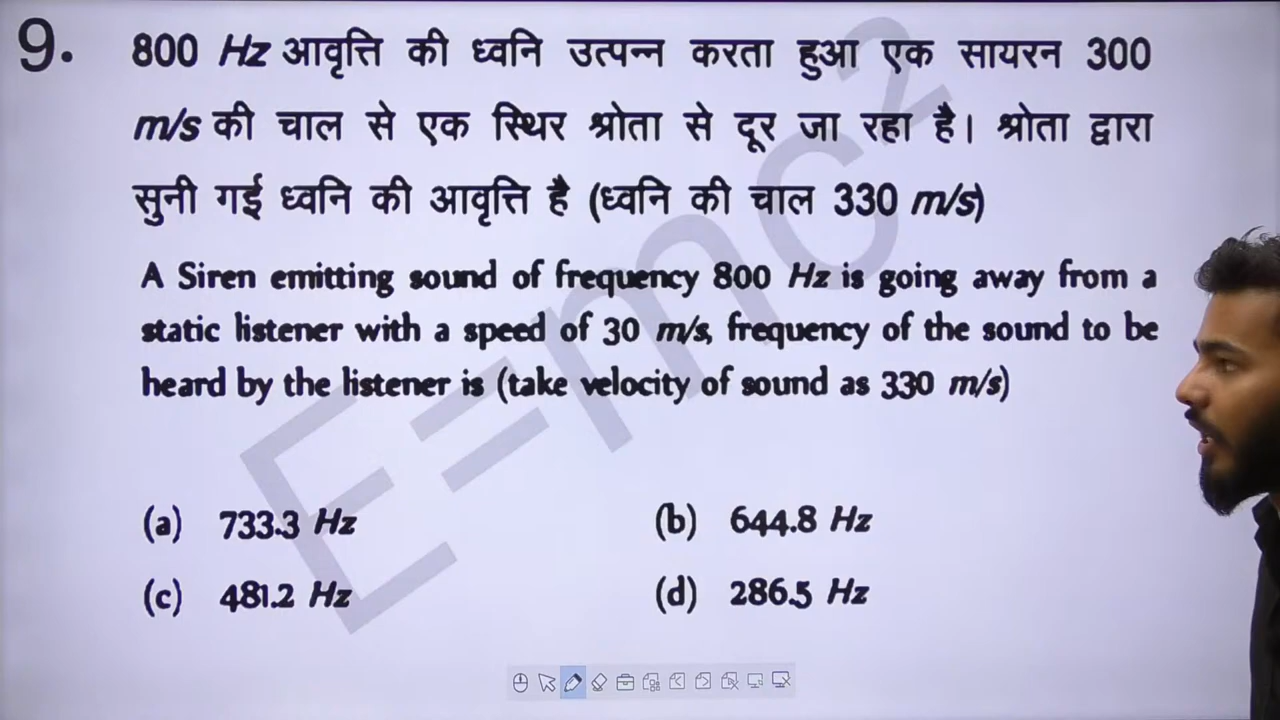 9.
800 Hz आवृत्ति की ध्वनि उत्पन्न करता हुआ एक सायरन 300
m/s की चाल से एक स्थिर श्रोता से दूर जा रहा है। श्रोता द्वारा
सुनी गई ध्वनि की आवृत्ति है (ध्वनि की चाल 330 m/s)
A Siren emitting sound of frequency 800 Hz is going away from a
static listener with a speed of 30 m/s, frequency of the sound to be
heard by the listener is (take velocity of sound as 330 m/s)
(a) 733.3 Hz (b) 644.8 Hz
(c) 481.2 Hz (d) 286.5 Hz
E=mc²